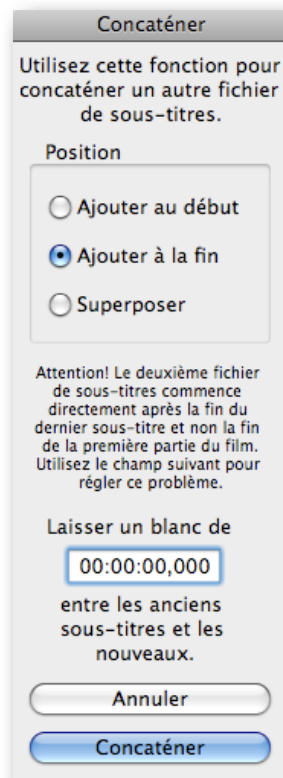 Concaténer
Utilisez cette fonction pour
concaténer un autre fichier
de sous-titres.
Position
Ajouter au début
Ajouter à la fin
Superposer
Attention! Le deuxième fichier
de sous-titres commence
directement après la fin du
dernier sous-titre et non la fin
de la première partie du film.
Utilisez le champ suivant pour
régler ce problème.
Laisser un blanc de
00:00:00,000
entre les anciens
sous-titres et les
nouveaux.
Annuler
Concaténer